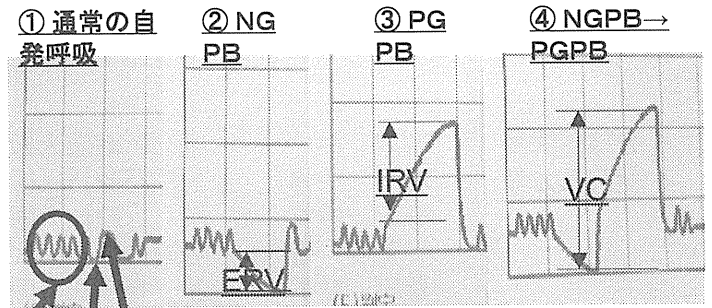 ① 通常の自
発呼吸
② NG
PB
③ PG
PB
④ NGPB→
PGPB
ERV
IRV
VC